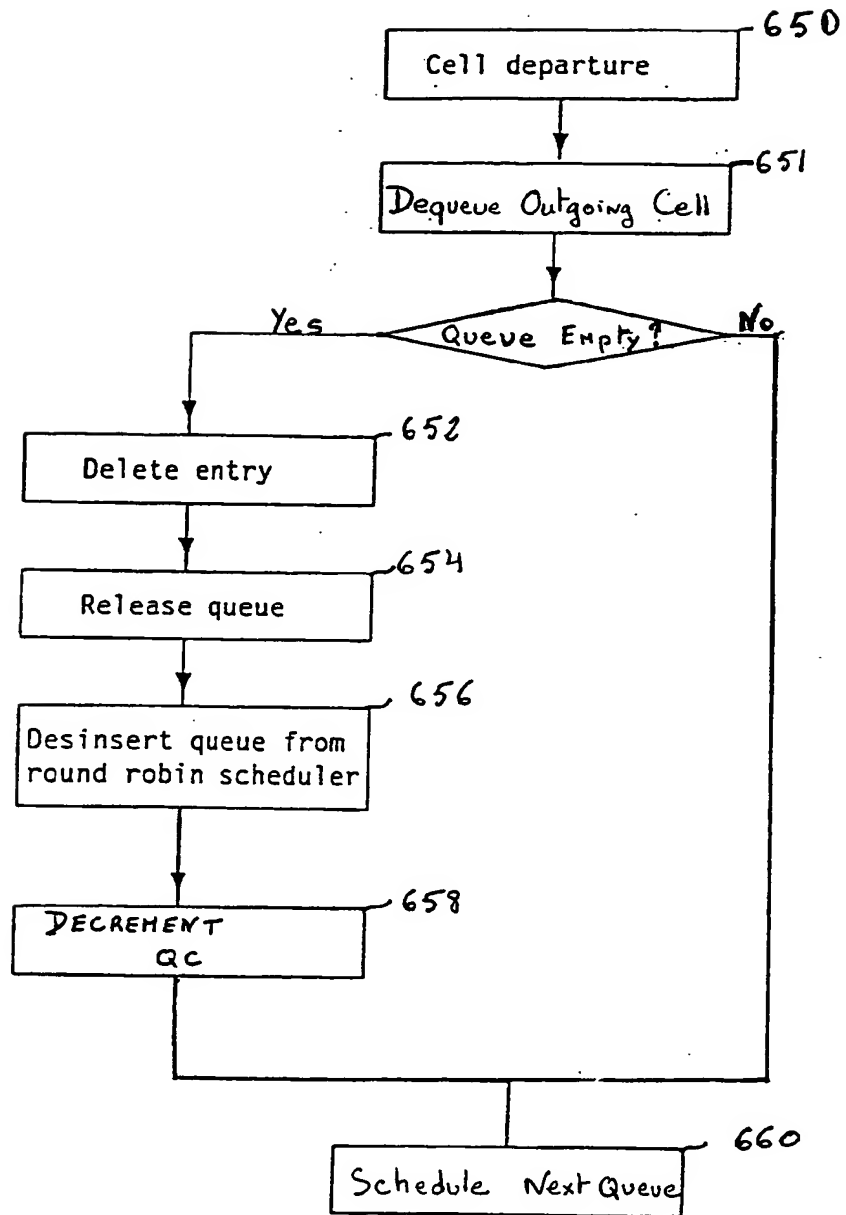 650
Cell departure
651
Dequeue Outgoing Cell
Yes
Queue Empty?
No
652
Delete entry
654
Release queue
656
Desinsert queue from
round robin scheduler
658
DECREMENT
QC
660
Schedule Next Queue